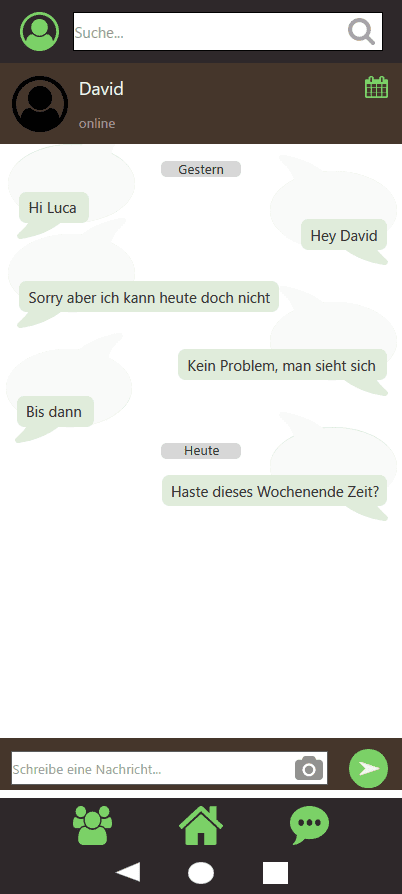 Suche...
David
online
Gestern
Hi Luca
Hey David
Sorry aber ich kann heute doch nicht
Kein Problem, man sieht sich
Bis dann
Heute
Haste dieses Wochenende Zeit?
Schreibe eine Nachricht...